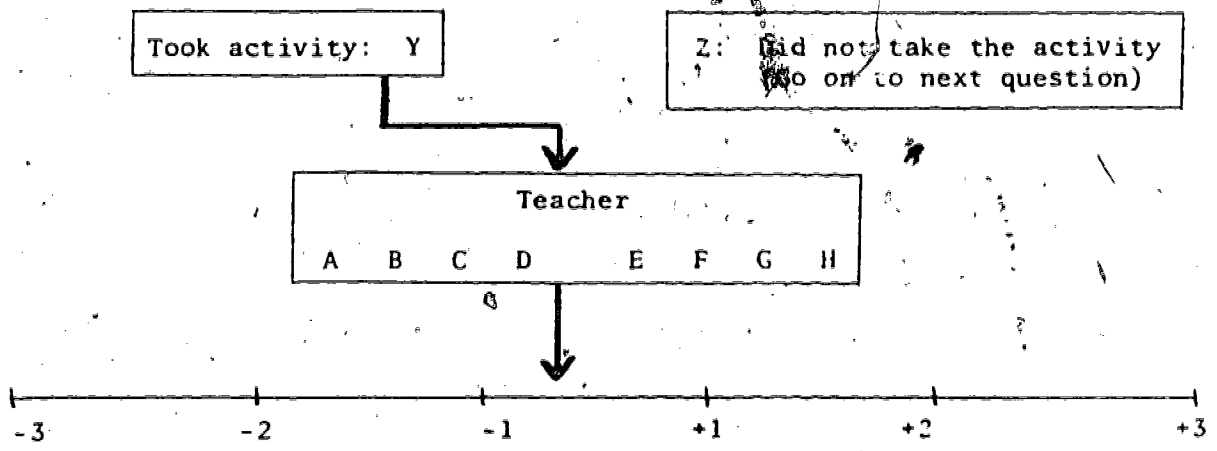 Took activity: Y
Z: Did not take the activity
(Go on to next question)
Teacher
A B C D E F G H
-3 -2 -1 +1 +2 +3